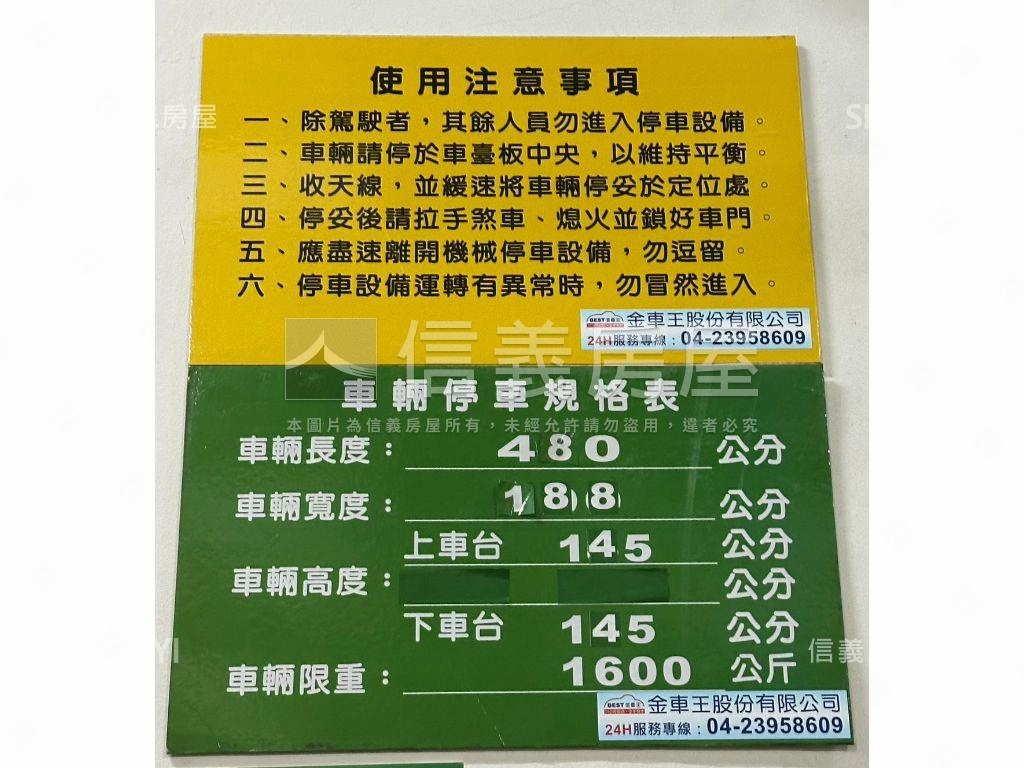 使用注意事項
一、除駕駛者，其餘人員勿進入停車設備。
二、車輛請停於車臺板中央，以維持平衡。
三、收天線，並緩速將車輛停妥於定位處。
四、停妥後請拉手煞車、熄火並鎖好車門。
五、應盡速離開機械停車設備，勿逗留。
六、停車設備運轉有異常時，勿冒然進入。
BEST 金車王 金車王股份有限公司
24H服務專線：04-23958609
信義房屋
車輛停車規格表
本圖片為信義房屋所有，未經允許請勿盜用，違者必究
車輛長度： 480 公分
車輛寬度： 188 公分
上車台 145 公分
車輛高度： 公分
下車台 145 公分
車輛限重： 1600 公斤
BEST 金車王 金車王股份有限公司
24H服務專線：04-23958609